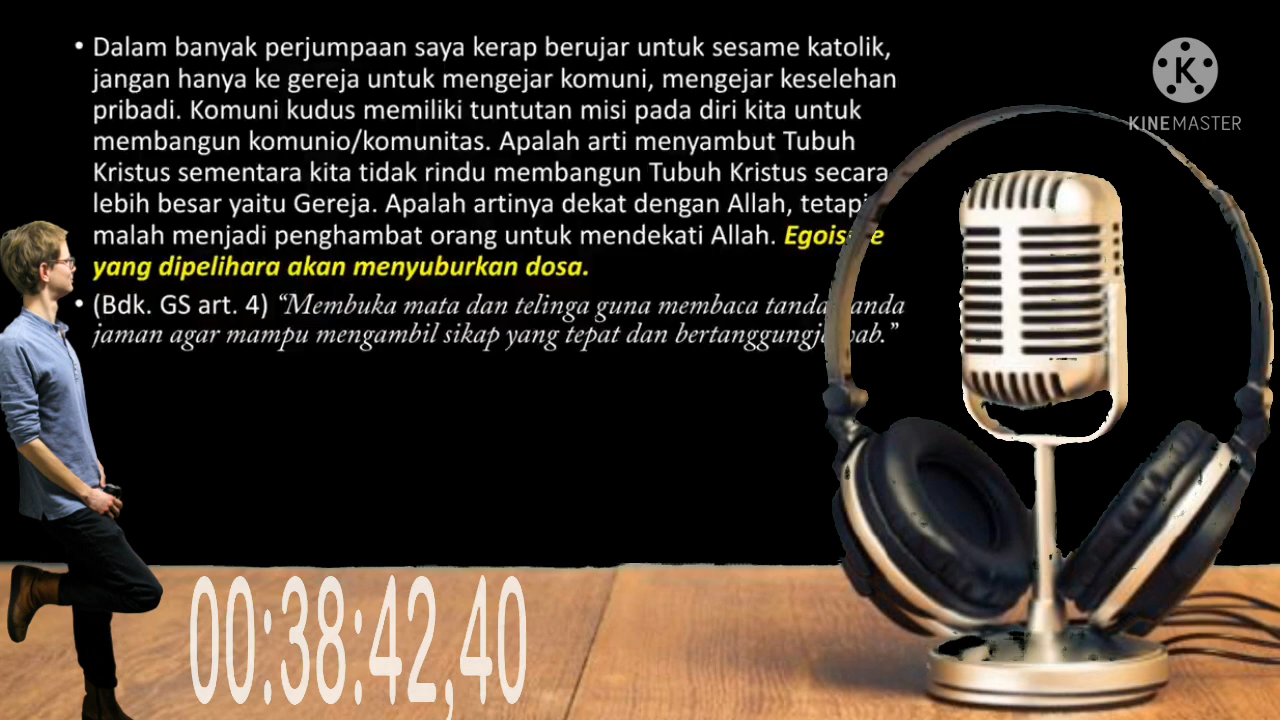 • Dalam banyak perjumpaan saya kerap berujar untuk sesame katolik,
jangan hanya ke gereja untuk mengejar komuni, mengejar keselehan
pribadi. Komuni kudus memiliki tuntutan misi pada diri kita untuk
membangun komunio/komunitas. Apalah arti menyambut Tubuh
Kristus sementara kita tidak rindu membangun Tubuh Kristus secara
lebih besar yaitu Gereja. Apalah artinya dekat dengan Allah, tetapi
malah menjadi penghambat orang untuk mendekati Allah.
yang dipelihara akan menyuburkan dosa.
• (Bdk. GS art. 4) “Membuka mata dan telinga guna membaca
jaman agar mampu mengambil sikap yang tepat dan
K
KINEMASTER
00:38:42,40